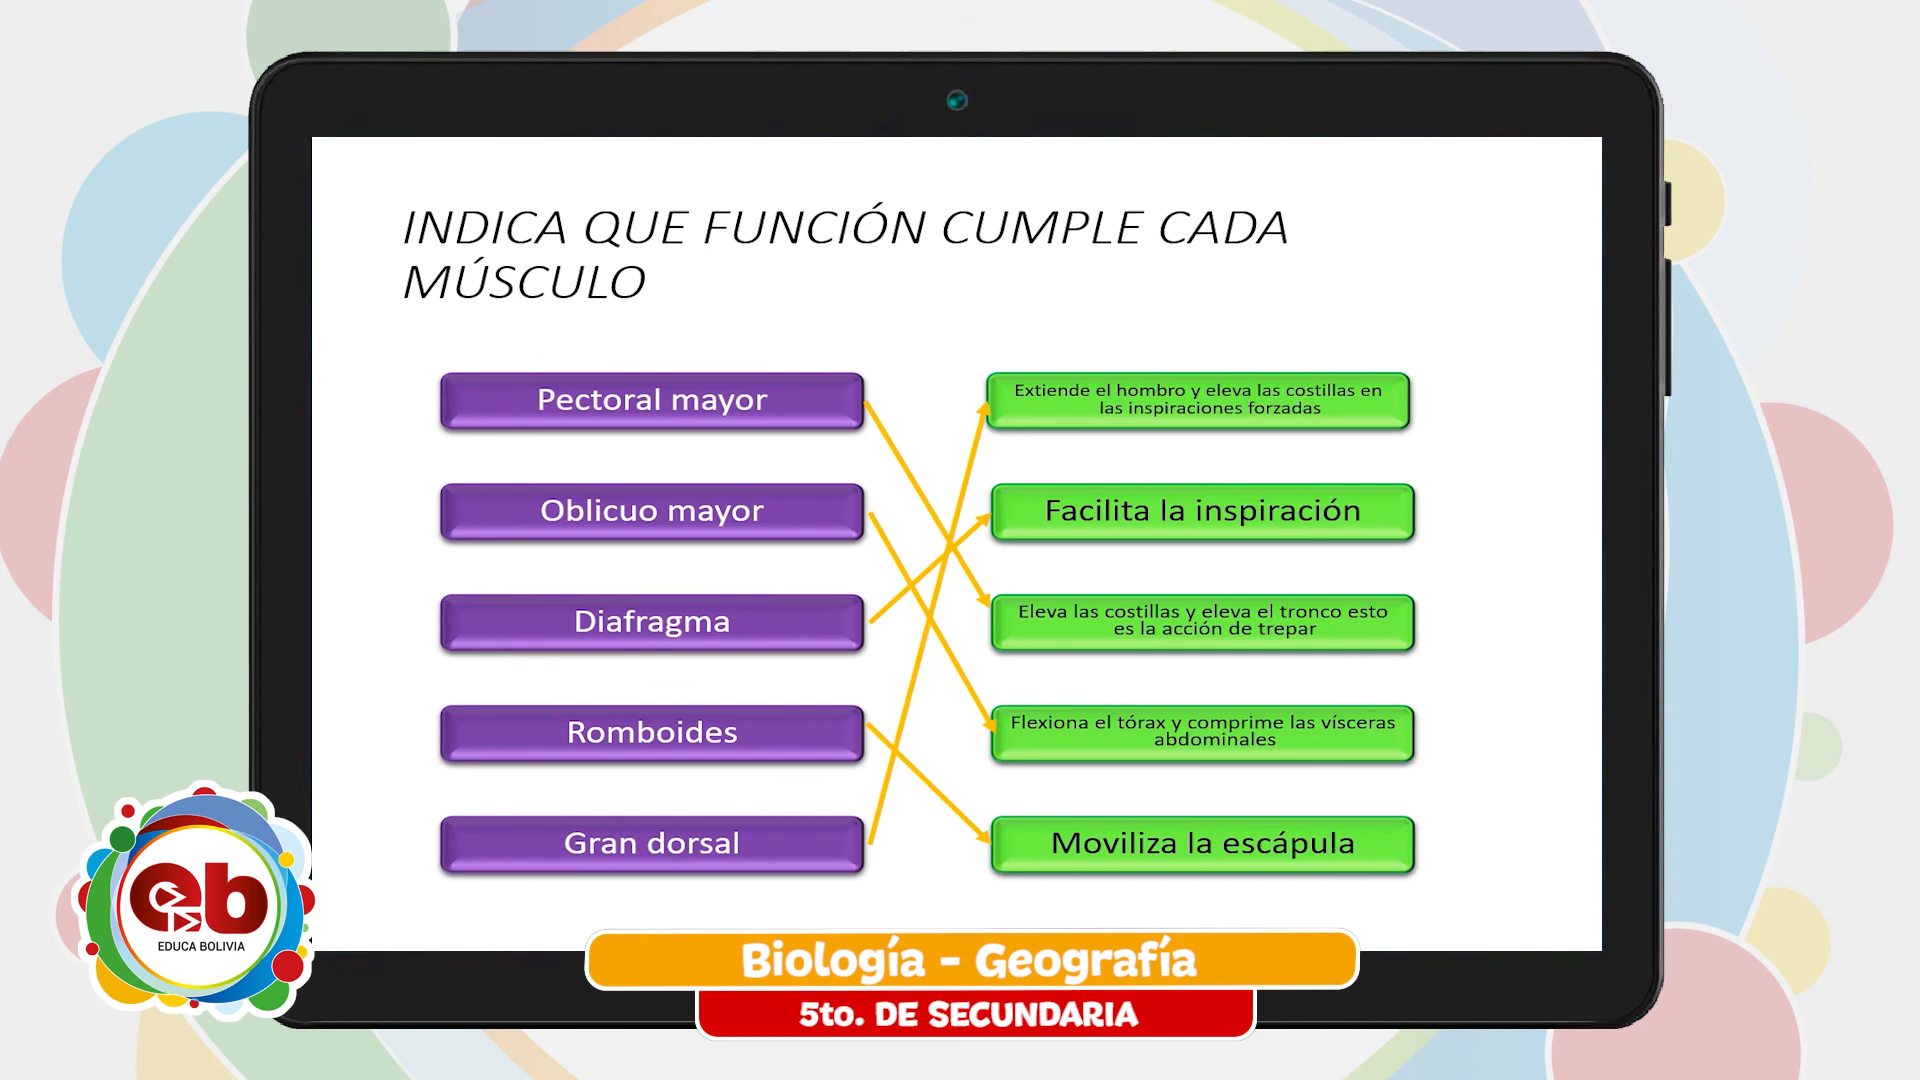 INDICA QUE FUNCIÓN CUMPLE CADA
MÚSCULO
Pectoral mayor
Extiende el hombro y eleva las costillas en
las inspiraciones forzadas
Oblicuo mayor
Facilita la inspiración
Diafragma
Eleva las costillas y eleva el tronco esto
es la acción de trepar
Romboides
Flexiona el tórax y comprime las vísceras
abdominales
Gran dorsal
Moviliza la escápula
eb
EDUCA BOLIVIA
Biología - Geografía
5to. DE SECUNDARIA